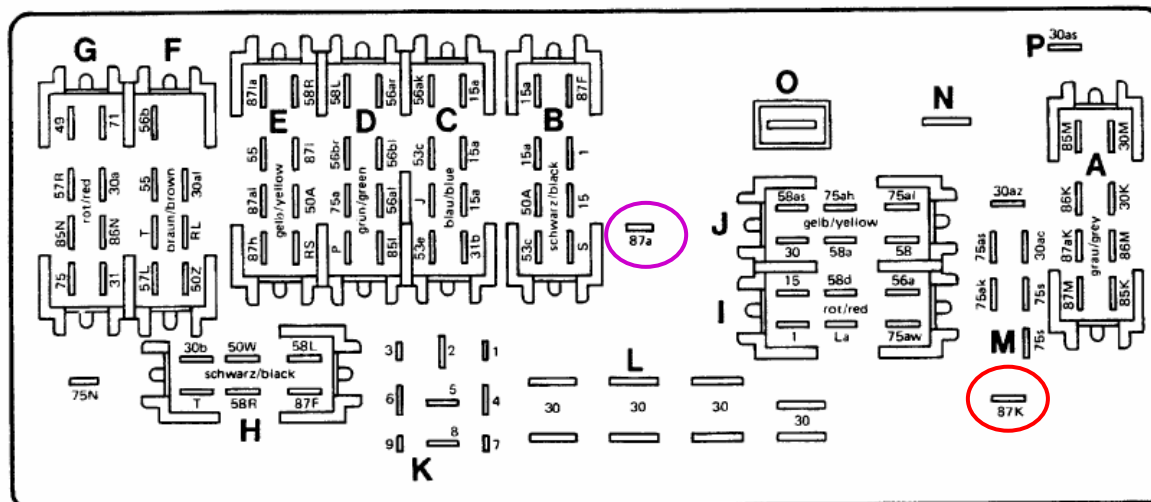 G F
49 71 56b
57R 30a 55 30al
rot/red braun/brown
85N 86N T RL
75 31 57L 50Z
87la 58R 58L 56ar 56ak 15a
E D C
55 87l 56br 56bl 53c 15a
gelb/yellow grün/green blau/blue
87al 50A 75a 56al J 15a
87h RS P 85l 53e 31b
15a 87F
B
15a 1
schwarz/black
50A 15
53c S
87a
O N
P 30as
85M 30M
A
86K 30K
grau/grey
87aK 86M
87M 85K
58as 75ah 75al
gelb/yellow
J
30 58a 58
15 58d 56a
I
rot/red
1 La 75aw
30az
75as 30ac
75ak 75s
M 75s
87K
75N
30b 50W 58L
schwarz/black
T 58R 87F
H
3 2 1
6 5 4
9 8 7
K
L
30 30 30 30